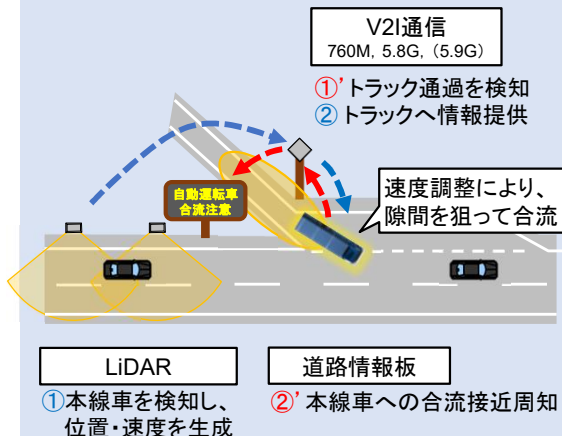 V2I通信
760M, 5.8G, (5.9G)
①’トラック通過を検知
② トラックへ情報提供
自動運転車
合流注意
速度調整により、
隙間を狙って合流
LiDAR
①本線車を検知し、
位置・速度を生成
道路情報板
②’本線車への合流接近周知